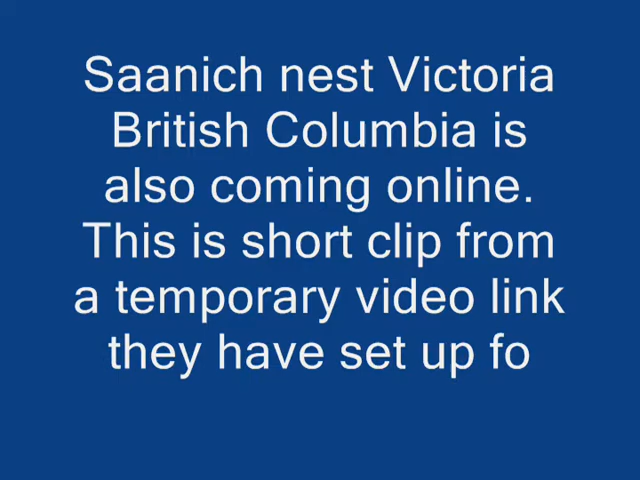 Saanich nest Victoria
British Columbia is
also coming online.
This is short clip from
a temporary video link
they have set up fo